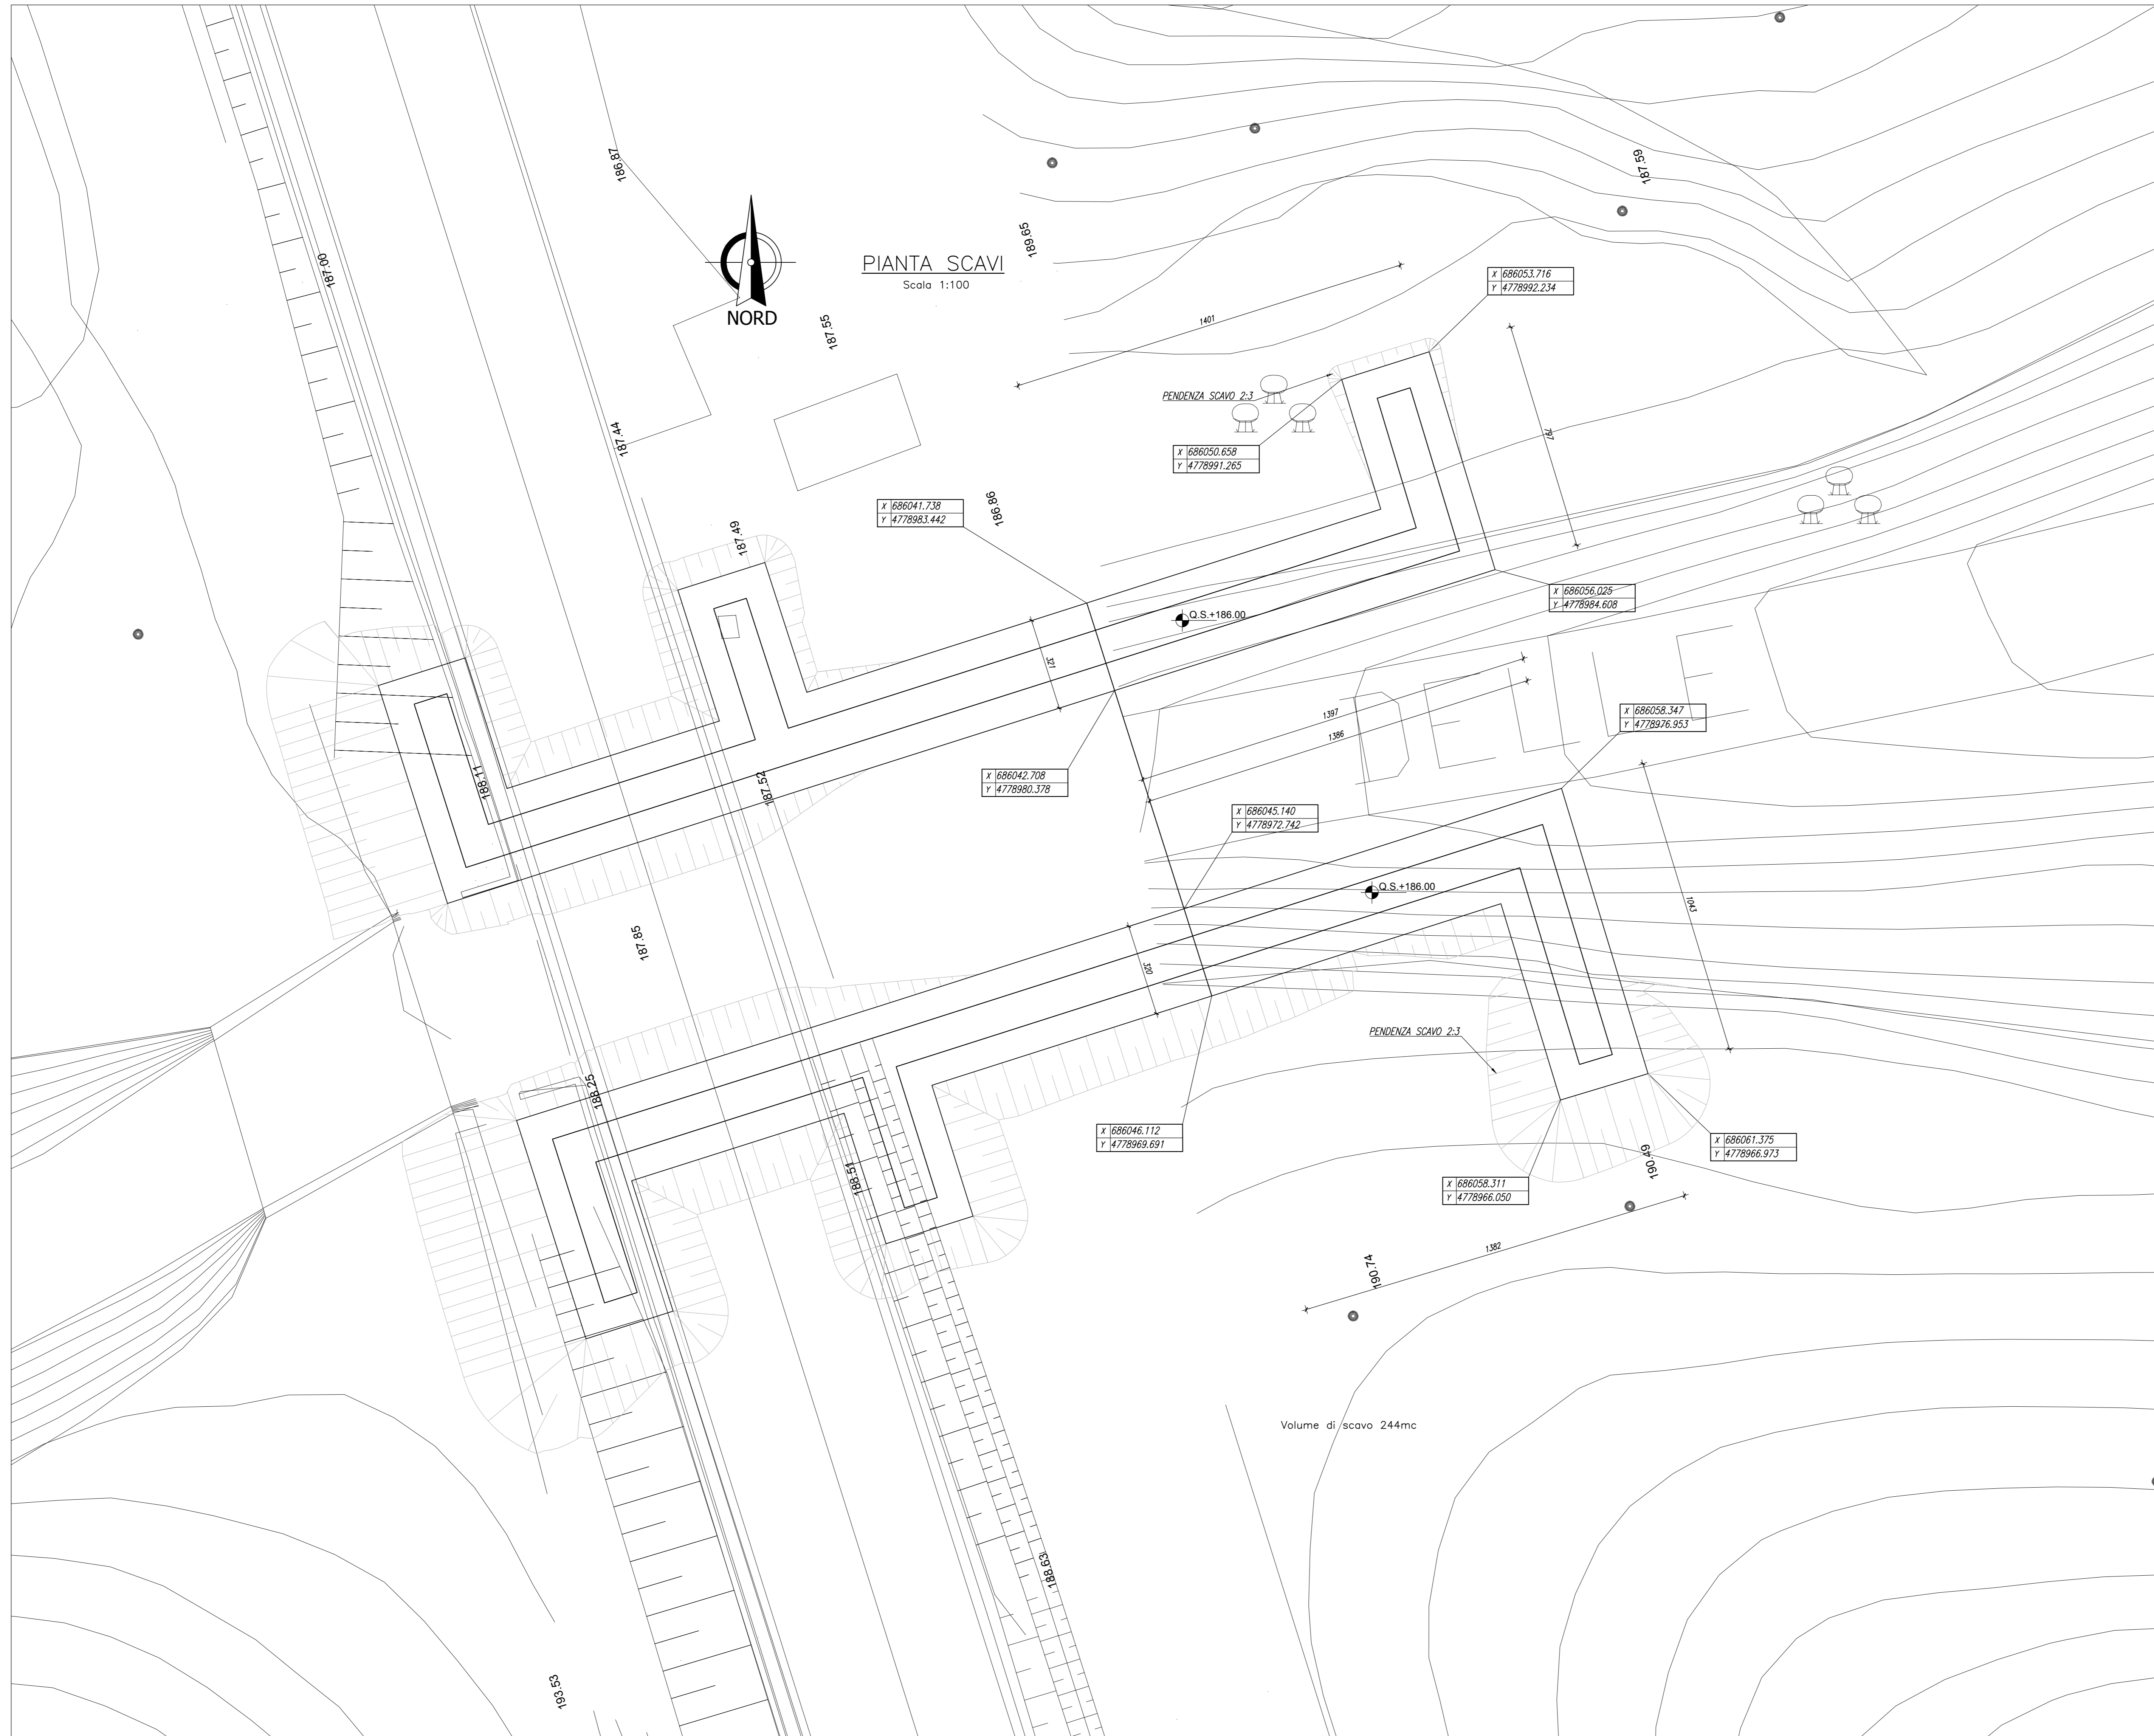 186.87
187.59
187.00
189.65
PIANTA SCAVI
Scala 1:100
NORD
187.55
X 686053.716
Y 4778992.234
1401
PENDENZA SCAVO 2:3
797
187.44
X 686050.658
Y 4778991.265
X 686041.738
Y 4778983.442
186.86
187.49
Q.S.+186.00
X 686056.025
Y 4778984.608
321
1397
1386
X 686058.347
Y 4778976.953
188.11
187.52
X 686042.708
Y 4778980.378
X 686045.140
Y 4778972.742
Q.S.+186.00
1043
187.85
320
PENDENZA SCAVO 2:3
188.25
X 686046.112
Y 4778969.691
X 686061.375
Y 4778966.973
190.49
188.51
X 686058.311
Y 4778966.050
1382
190.74
Volume di scavo 244mc
188.63
193.53